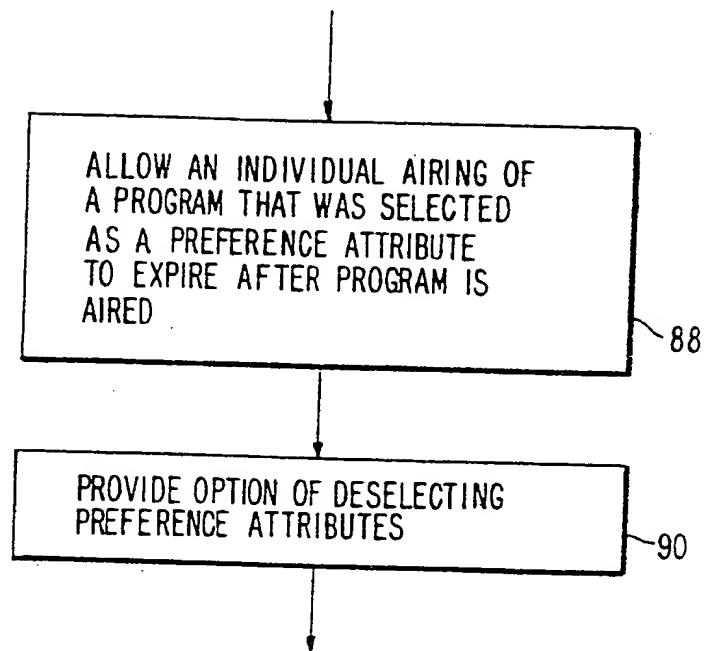 ALLOW AN INDIVIDUAL AIRING OF
A PROGRAM THAT WAS SELECTED
AS A PREFERENCE ATTRIBUTE
TO EXPIRE AFTER PROGRAM IS
AIRED
88
PROVIDE OPTION OF DESELECTING
PREFERENCE ATTRIBUTES
90